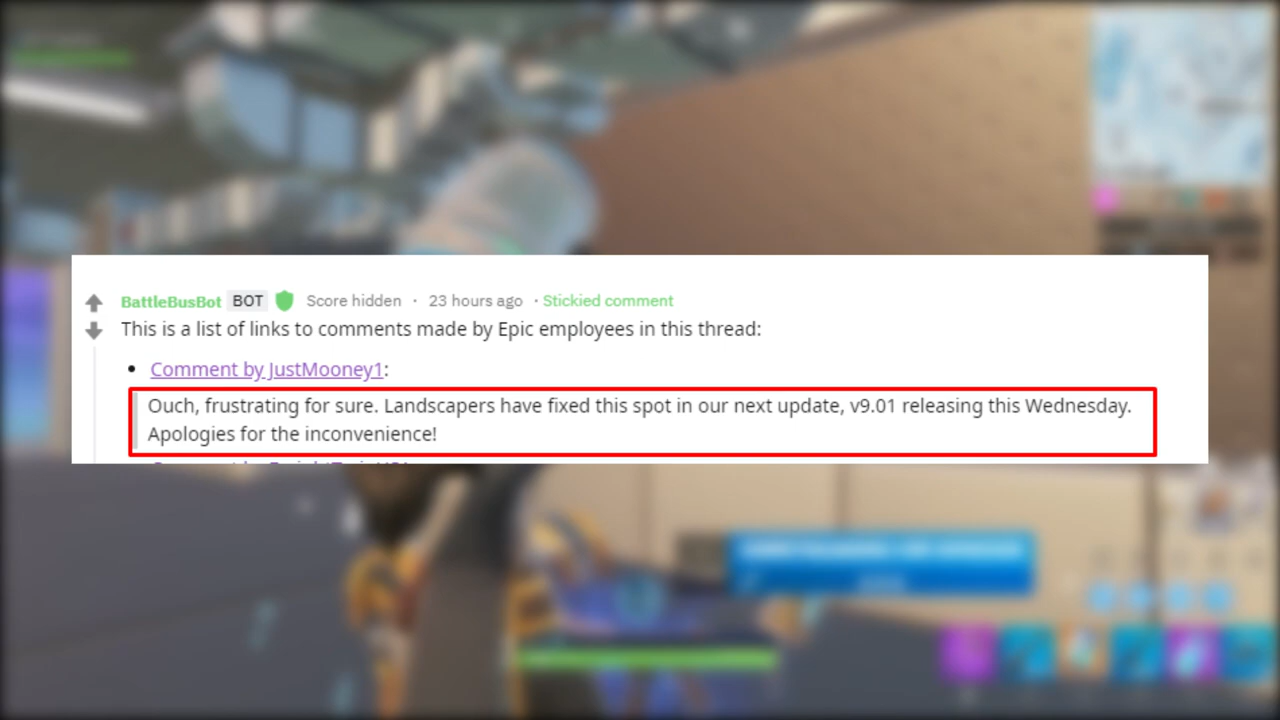 BattleBusBot BOT Score hidden · 23 hours ago · Stickied comment
This is a list of links to comments made by Epic employees in this thread:
• Comment by JustMooney1:
Ouch, frustrating for sure. Landscapers have fixed this spot in our next update, v9.01 releasing this Wednesday.
Apologies for the inconvenience!